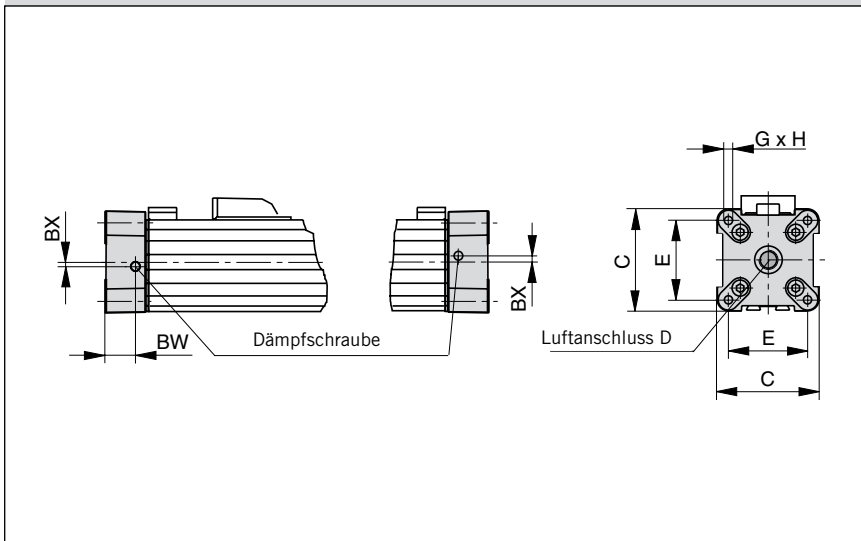 G x H
BX
C
E
BX
BW
Dämpfschraube
Luftanschluss D
E
C